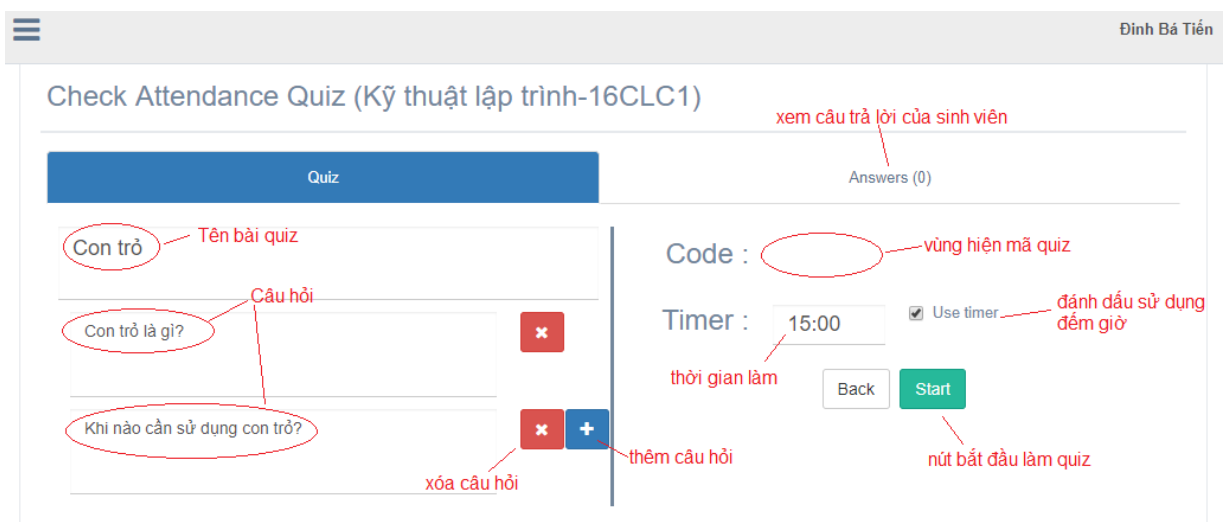 Đinh Bá Tiến
Check Attendance Quiz (Kỹ thuật lập trình-16CLC1)
xem câu trả lời của sinh viên
Quiz
Answers (0)
Con trỏ
Tên bài quiz
Code :
vùng hiện mã quiz
Câu hỏi
Con trỏ là gì?
Timer :
15:00
Use timer
đánh dấu sử dụng
đếm giờ
thời gian làm
Back
Start
Khi nào cần sử dụng con trỏ?
xóa câu hỏi
thêm câu hỏi
nút bắt đầu làm quiz